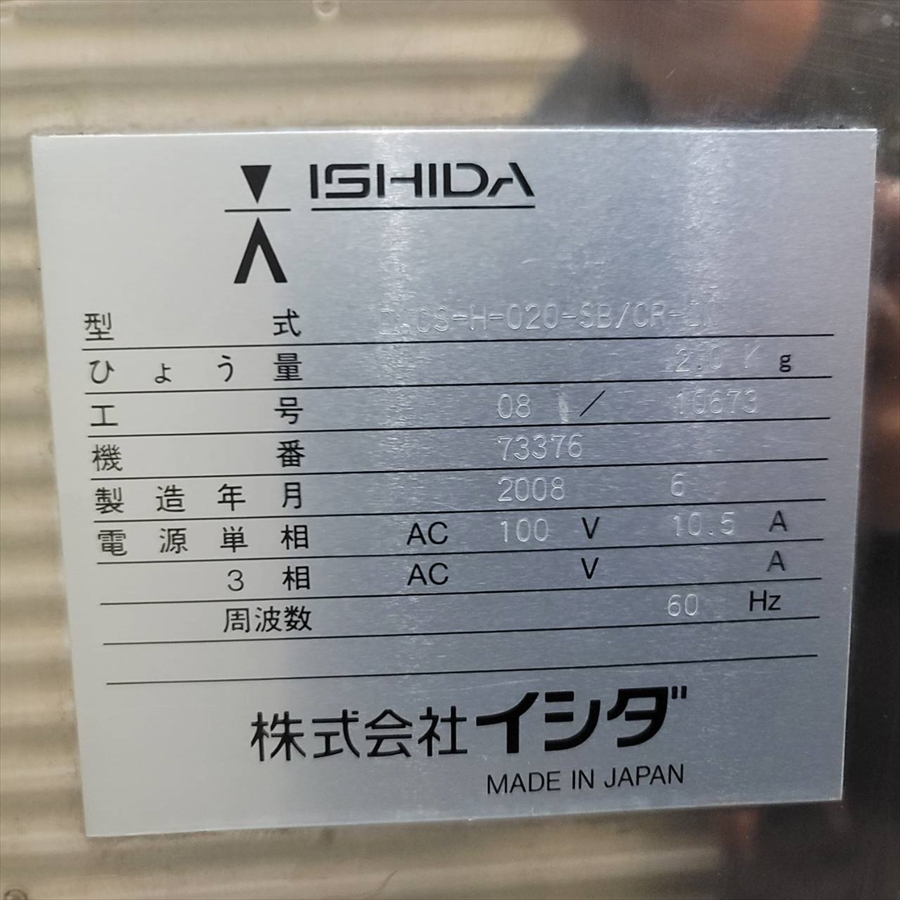 ISHIDA
型式
ひょう量 g
工号 08 / 10673
機番 73376
製造年月 2008 6
電源単相 AC 100 V 10.5 A
3相 AC V A
周波数 60 Hz
株式会社イシダ
MADE IN JAPAN